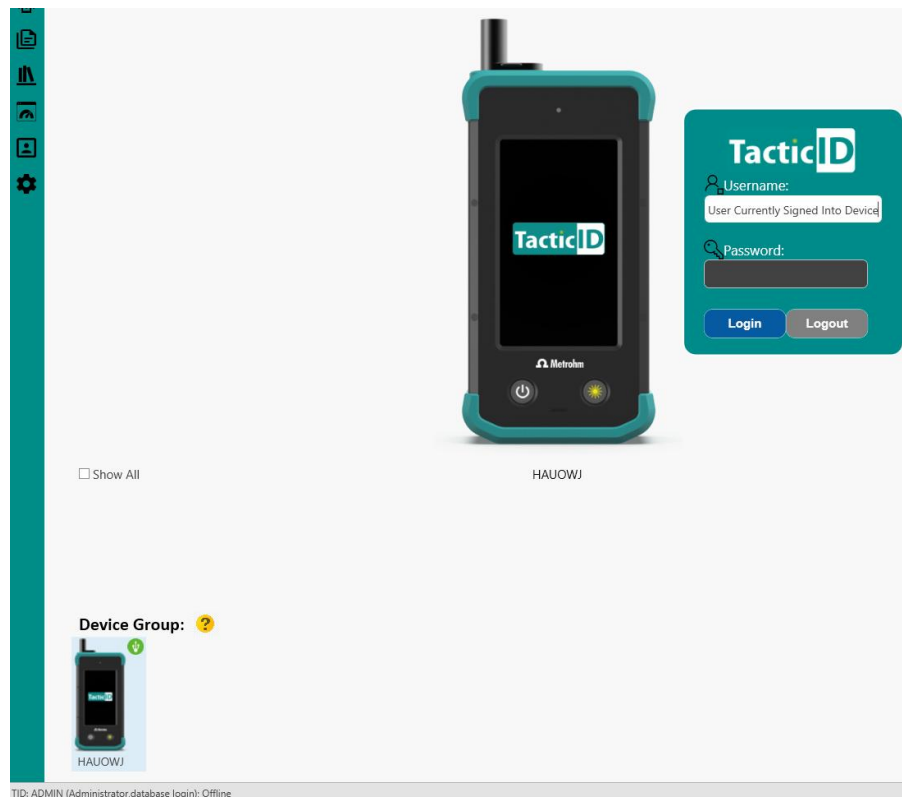 TacticID
Username:
User Currently Signed Into Device
Password:
Login Logout
TacticID
Metrohm
Show All
HAUOWJ
Device Group: ?
TacticID
HAUOWJ
TID: ADMIN (Administrator,database login): Offline